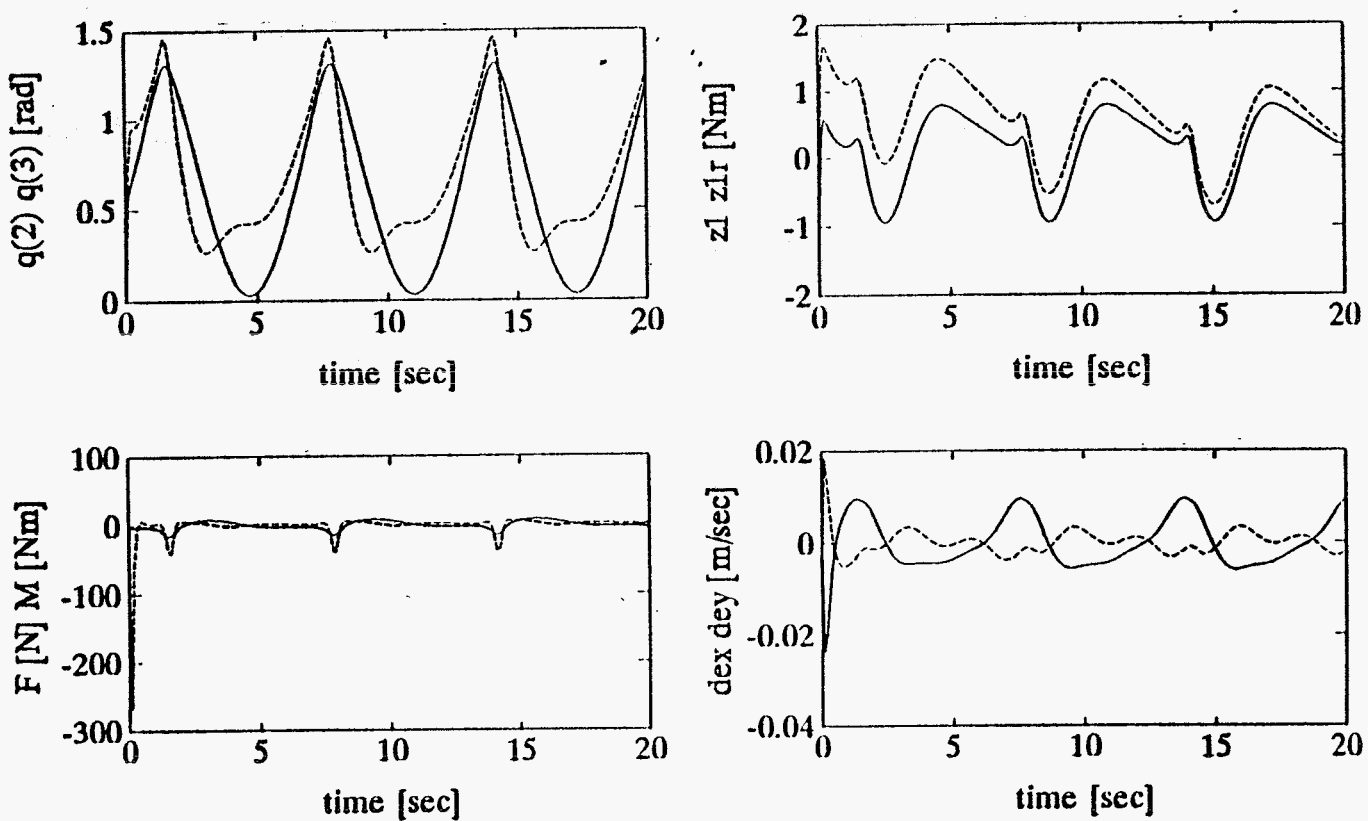 1.5
1
0.5
0
q(2) q(3) [rad]
0 5 10 15 20
time [sec]
2
1
0
-1
-2
z1 z1r [Nm]
0 5 10 15 20
time [sec]
100
0
-100
-200
-300
F [N] M [Nm]
0 5 10 15 20
time [sec]
0.02
0
-0.02
-0.04
dex dey [m/sec]
0 5 10 15 20
time [sec]